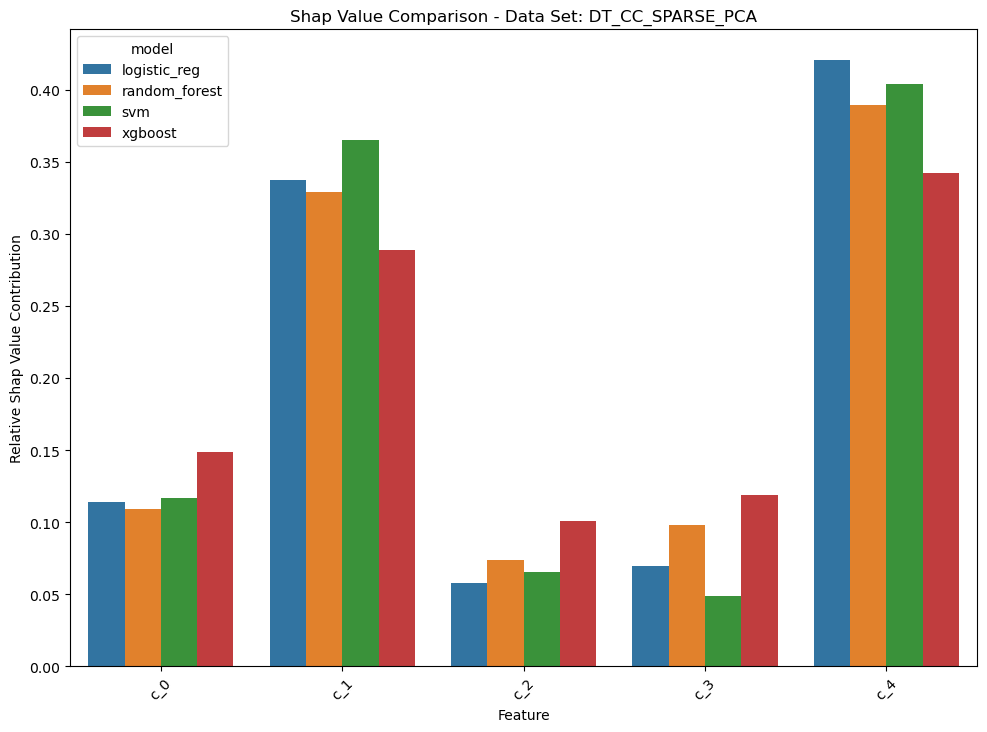 Shap Value Comparison - Data Set: DT_CC_SPARSE_PCA
model
logistic_reg
random_forest
svm
xgboost
Relative Shap Value Contribution
0.40
0.35
0.30
0.25
0.20
0.15
0.10
0.05
0.00
c_0
c_1
c_2
c_3
c_4
Feature